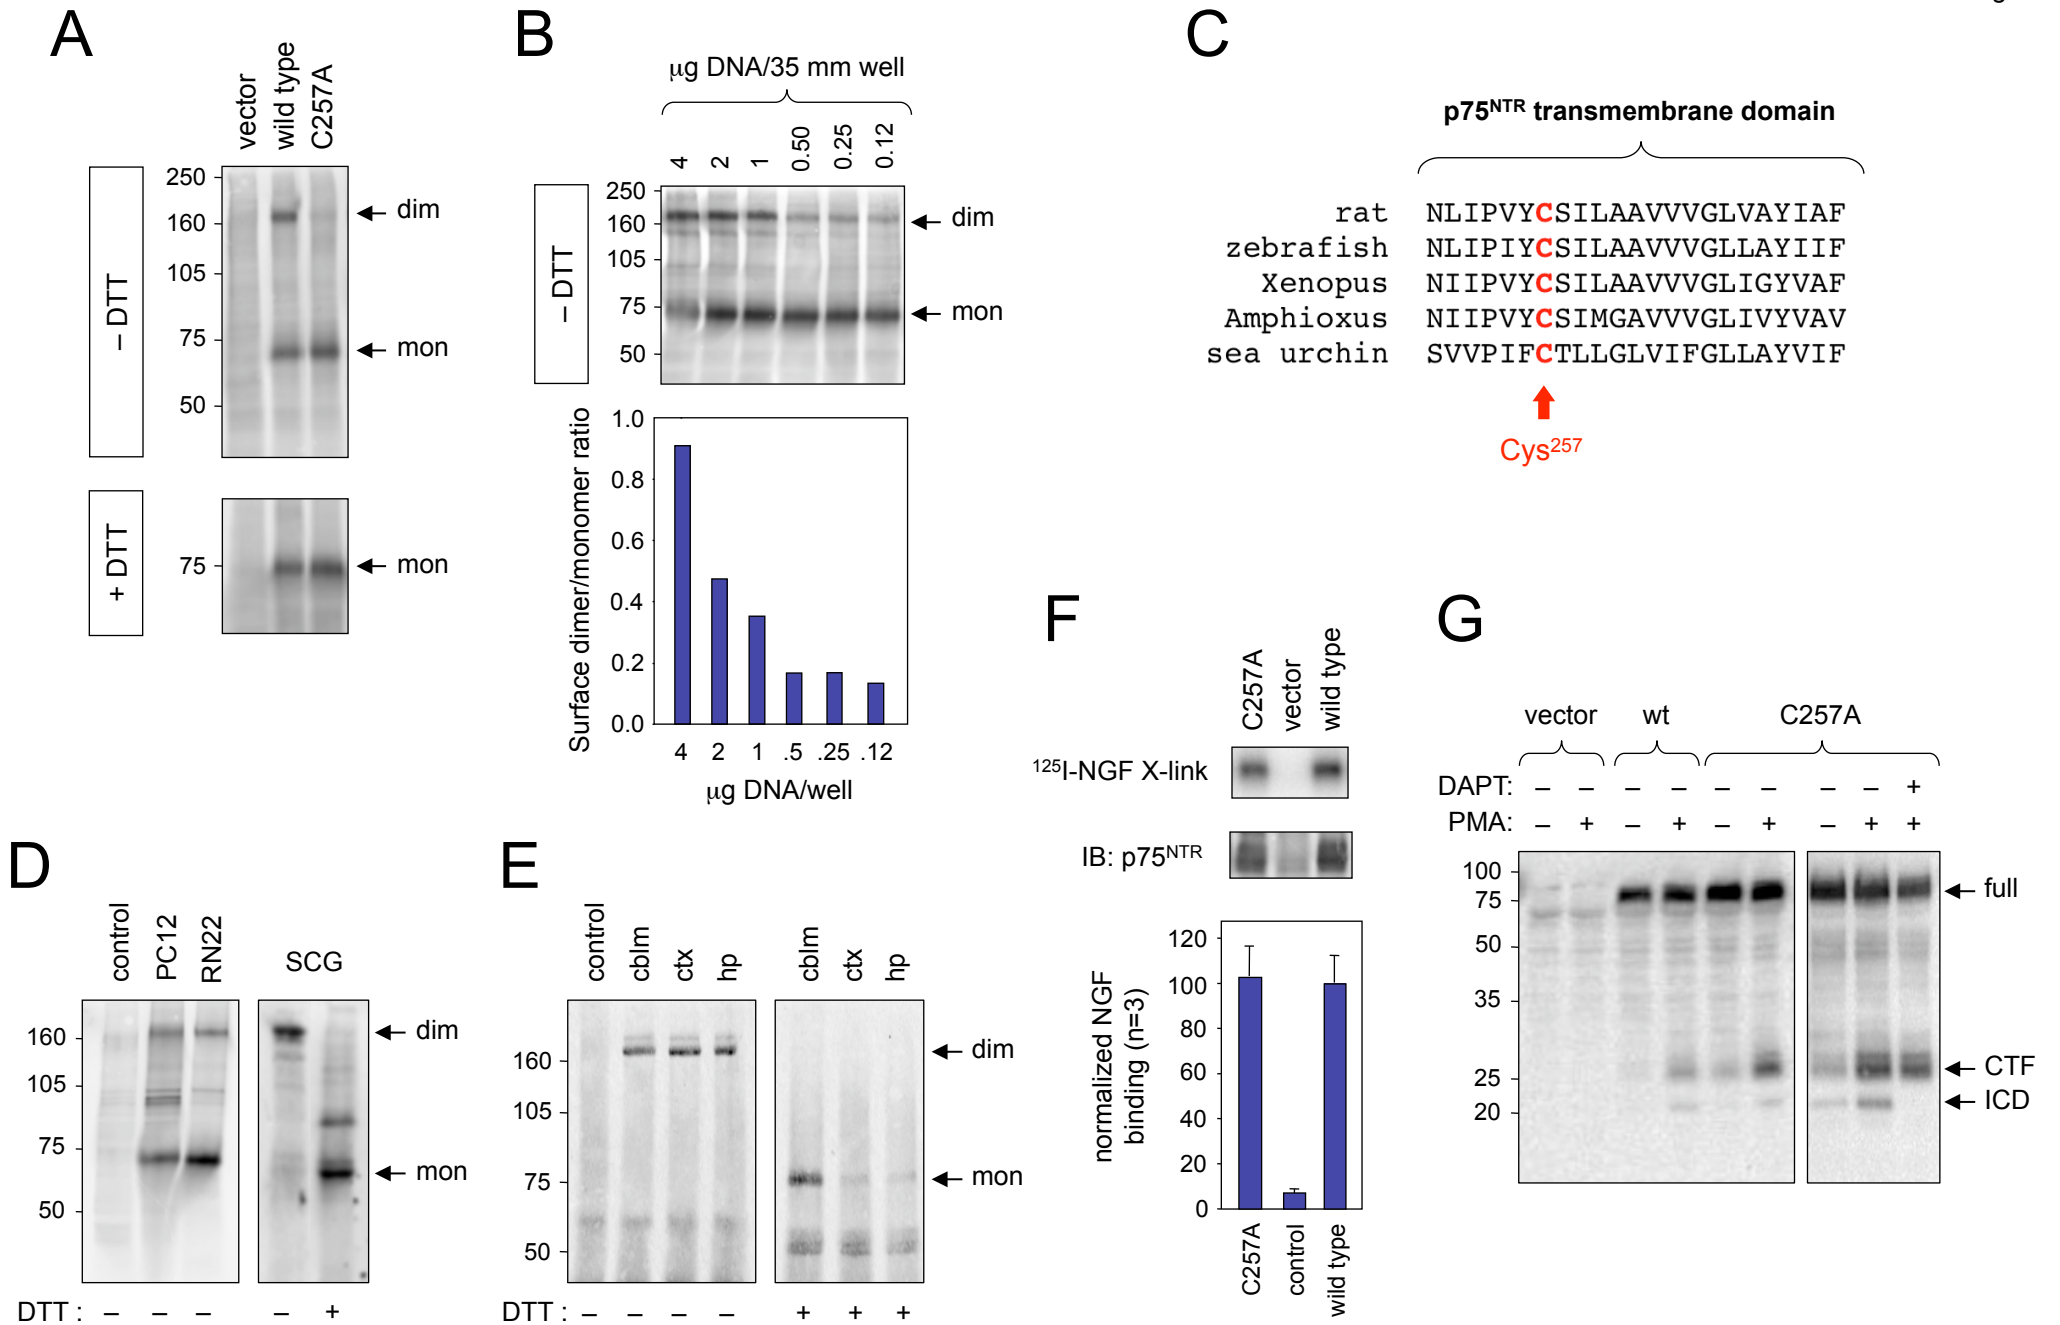 g
A
vector
wild type
C257A
– DTT
250
160
105
75
50
dim
mon
+ DTT
75
mon
B
µg DNA/35 mm well
4
2
1
0.50
0.25
0.12
– DTT
250
160
105
75
50
dim
mon
Surface dimer/monomer ratio
1.0
0.8
0.6
0.4
0.2
0.0
4 2 1 .5 .25 .12
µg DNA/well
C
p75NTR transmembrane domain
rat NLIPVYCSILAAVVVGLVAYIAF
zebrafish NLIPIYCSILAAVVVGLLAYIIF
Xenopus NIIPVYCSILAAVVVGLIGYVAF
Amphioxus NIIPVYCSIMGAVVVGLIVYVAV
sea urchin SVVPIFCTLLGLVIFGLLAYVIF
Cys257
D
control
PC12
RN22
SCG
160
105
75
50
dim
mon
DTT : – – – – +
E
control
cblm
ctx
hp
cblm
ctx
hp
160
105
75
50
dim
mon
DTT : – – – – + + +
F
C257A
vector
wild type
125I-NGF X-link
IB: p75NTR
normalized NGF
binding (n=3)
120
100
80
60
40
20
0
C257A
control
wild type
G
vector wt C257A
DAPT: – – – – – – – – +
PMA: – + – + – + – + +
100
75
50
35
25
20
full
CTF
ICD